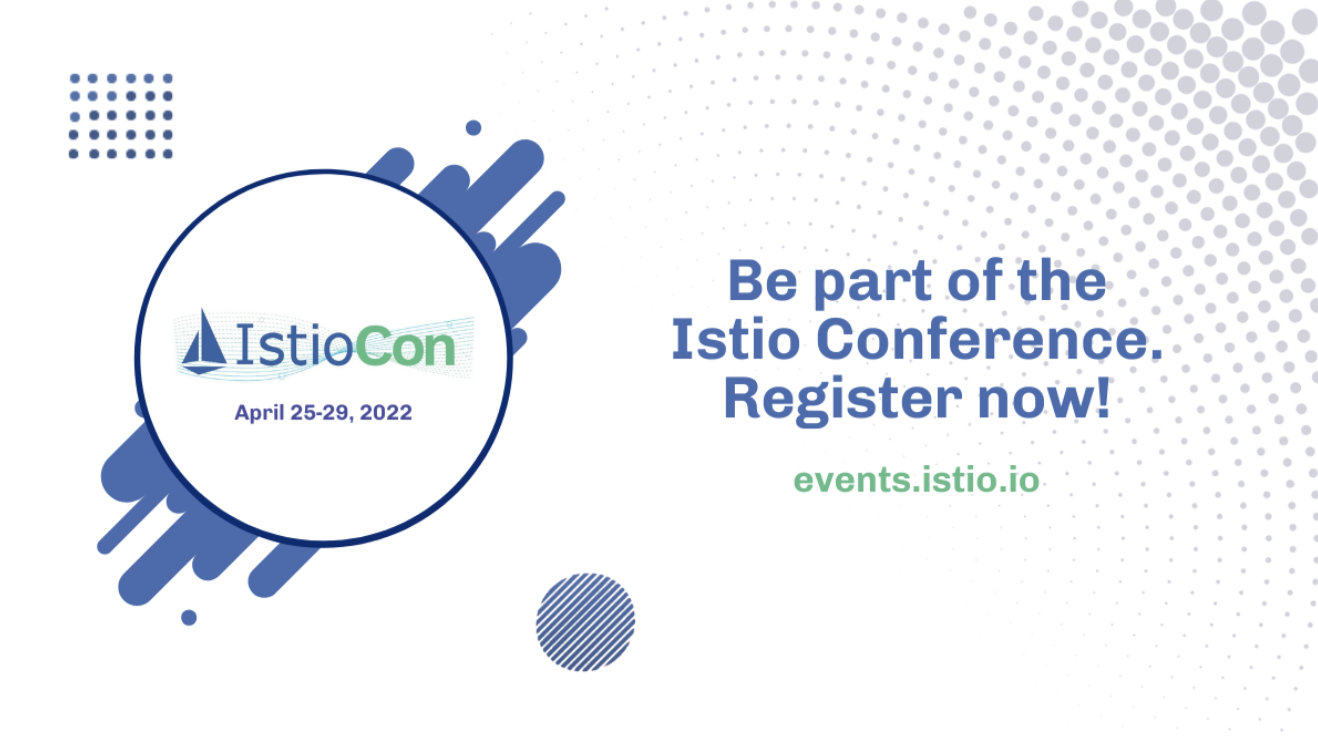 IstioCon
April 25-29, 2022
Be part of the
Istio Conference.
Register now!
events.istio.io